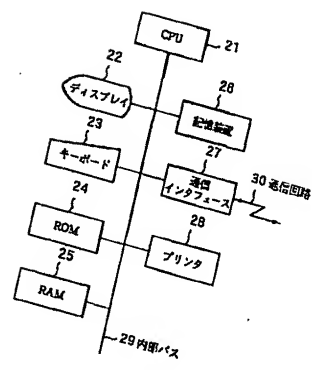 CPU
21
22
ディスプレイ
26
記憶装置
23
キーボード
27
通信
インタフェース
30 通信回路
24
ROM
28
プリンタ
25
RAM
29 内部バス